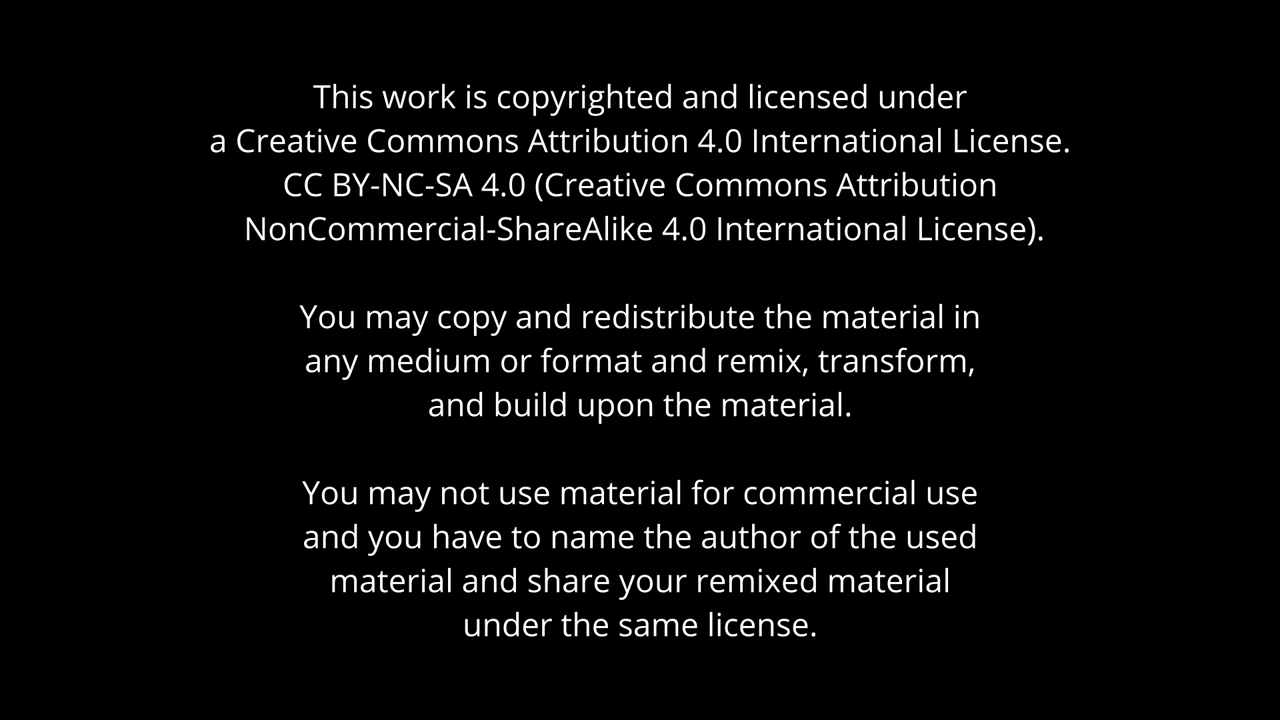 This work is copyrighted and licensed under
a Creative Commons Attribution 4.0 International License.
CC BY-NC-SA 4.0 (Creative Commons Attribution
NonCommercial-ShareAlike 4.0 International License).
You may copy and redistribute the material in
any medium or format and remix, transform,
and build upon the material.
You may not use material for commercial use
and you have to name the author of the used
material and share your remixed material
under the same license.